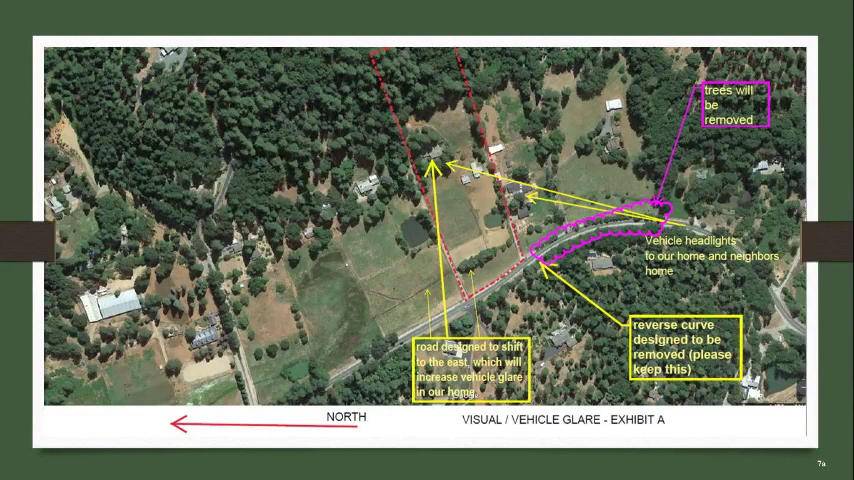 trees will
be
removed
Vehicle headlights
to our home and neighbors
home
reverse curve
designed to be
removed (please
keep this)
road designed to shift
to the east, which will
increase vehicle glare
in our home.
NORTH
VISUAL / VEHICLE GLARE - EXHIBIT A
7a